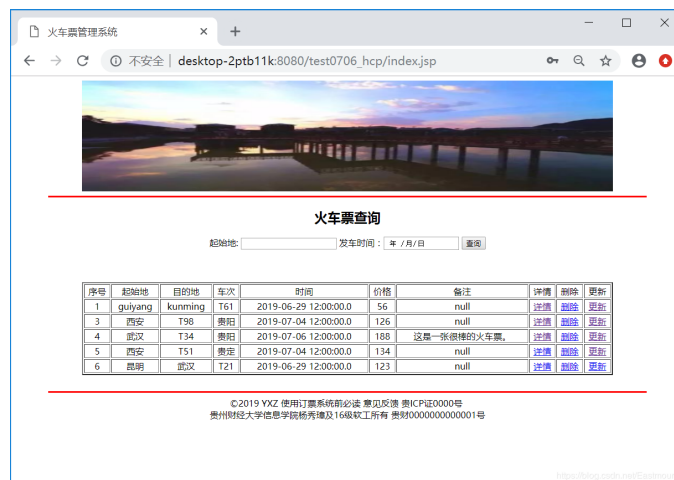 火车票管理系统
不安全 | desktop-2ptb11k:8080/test0706_hcp/index.jsp
火车票查询
起始地: 发车时间: 年 /月/日 查询
序号 起始地 目的地 车次 时间 价格 备注 详情 删除 更新
1 guiyang kunming T61 2019-06-29 12:00:00.0 56 null 详情 删除 更新
3 西安 T98 贵阳 2019-07-04 12:00:00.0 126 null 详情 删除 更新
4 武汉 T34 贵阳 2019-07-06 12:00:00.0 188 这是一张很棒的火车票。 详情 删除 更新
5 西安 T51 贵定 2019-07-04 12:00:00.0 134 null 详情 删除 更新
6 昆明 武汉 T21 2019-06-29 12:00:00.0 123 null 详情 删除 更新
©2019 YXZ 使用订票系统前必读 意见反馈 贵ICP证0000号
贵州财经大学信息学院杨秀璋及16级软工所有 贵财0000000000001号
https://blog.csdn.net/Eastmount